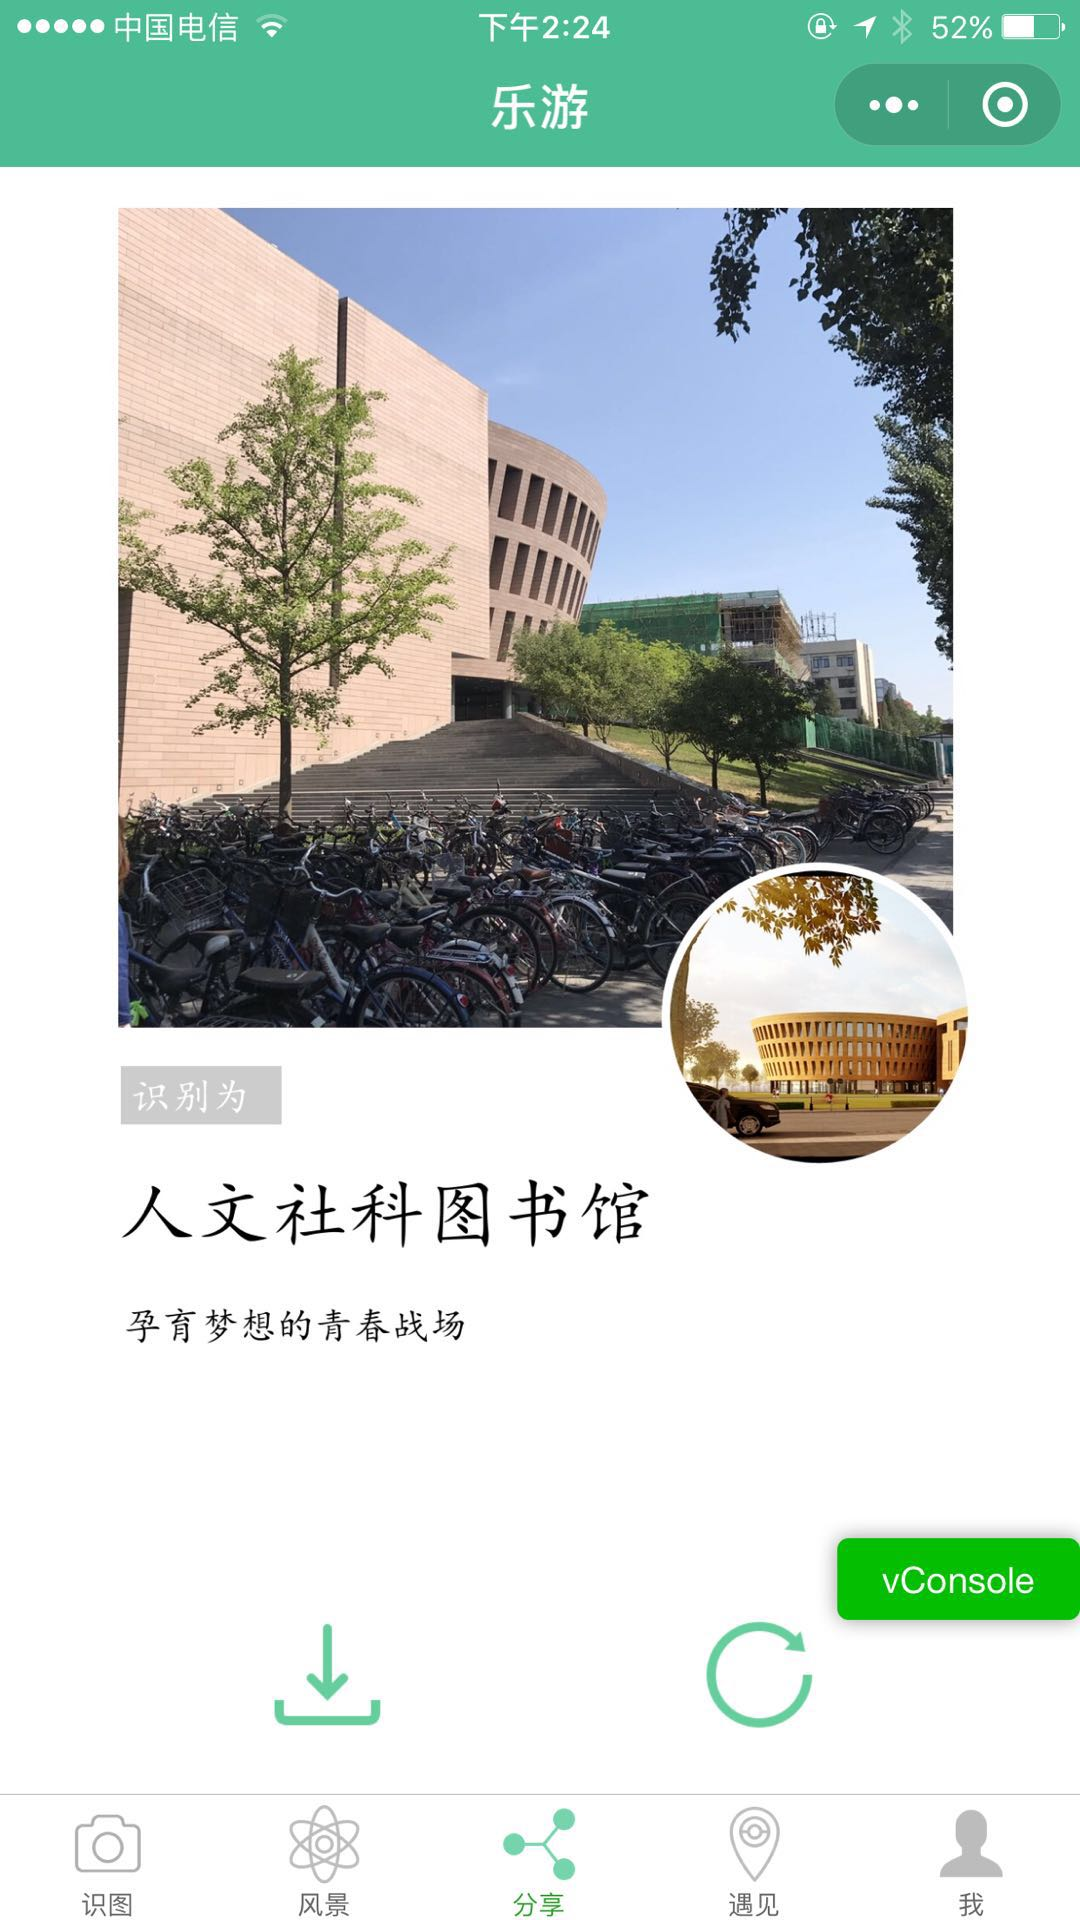 中国电信 下午2:24 52%
乐游
识别为
人文社科图书馆
孕育梦想的青春战场
vConsole
识图 风景 分享 遇见 我